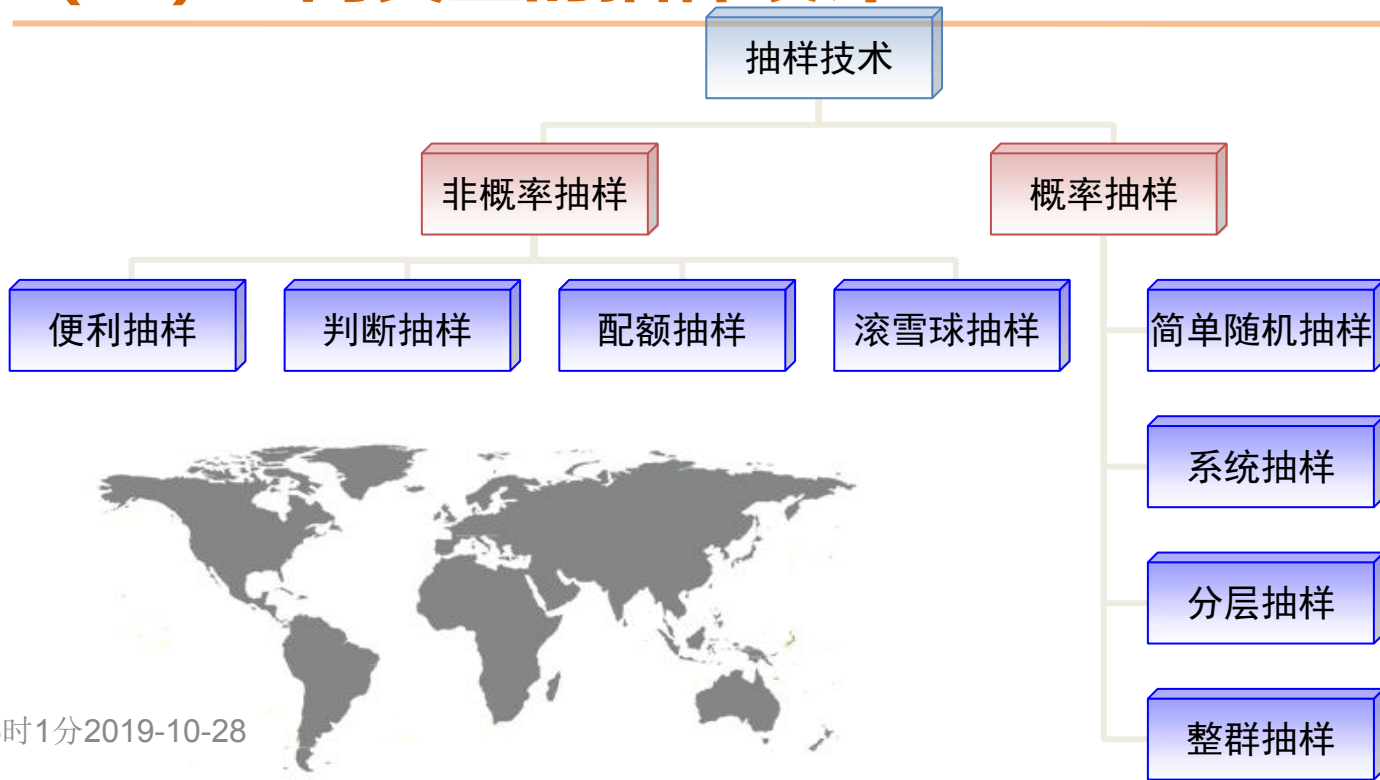 抽样技术
非概率抽样
概率抽样
便利抽样
判断抽样
配额抽样
滚雪球抽样
简单随机抽样
系统抽样
分层抽样
整群抽样
时1分2019-10-28